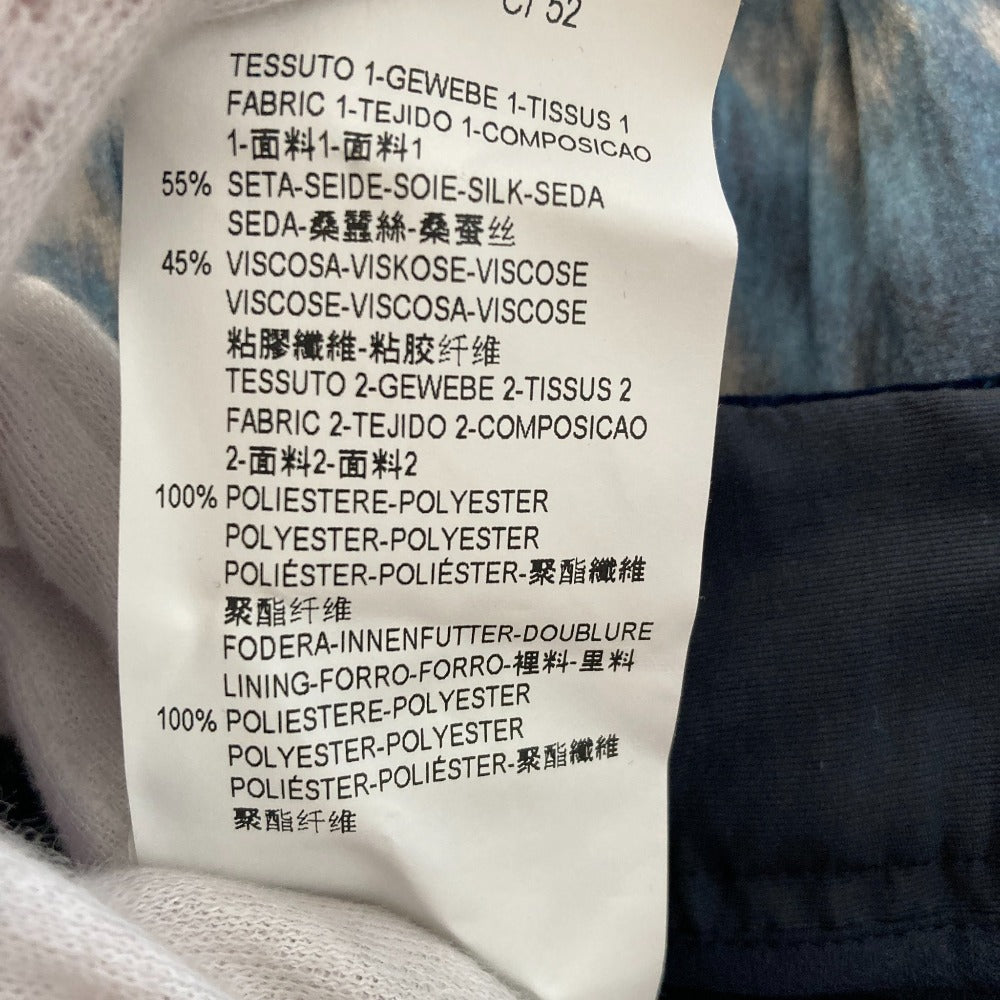 52
TESSUTO 1-GEWEBE 1-TISSUS 1
FABRIC 1-TEJIDO 1-COMPOSICAO
1-面料1-面料1
55% SETA-SEIDE-SOIE-SILK-SEDA
SEDA-桑蠶絲-桑蚕丝
45% VISCOSA-VISKOSE-VISCOSE
VISCOSE-VISCOSA-VISCOSE
粘膠纖維-粘胶纤维
TESSUTO 2-GEWEBE 2-TISSUS 2
FABRIC 2-TEJIDO 2-COMPOSICAO
2-面料2-面料2
100% POLIESTERE-POLYESTER
POLYESTER-POLYESTER
POLIÉSTER-POLIÉSTER-聚酯纖維
聚酯纤维
FODERA-INNENFUTTER-DOUBLURE
LINING-FORRO-FORRO-裡料-里料
100% POLIESTERE-POLYESTER
POLYESTER-POLYESTER
POLIÉSTER-POLIÉSTER-聚酯纖維
聚酯纤维